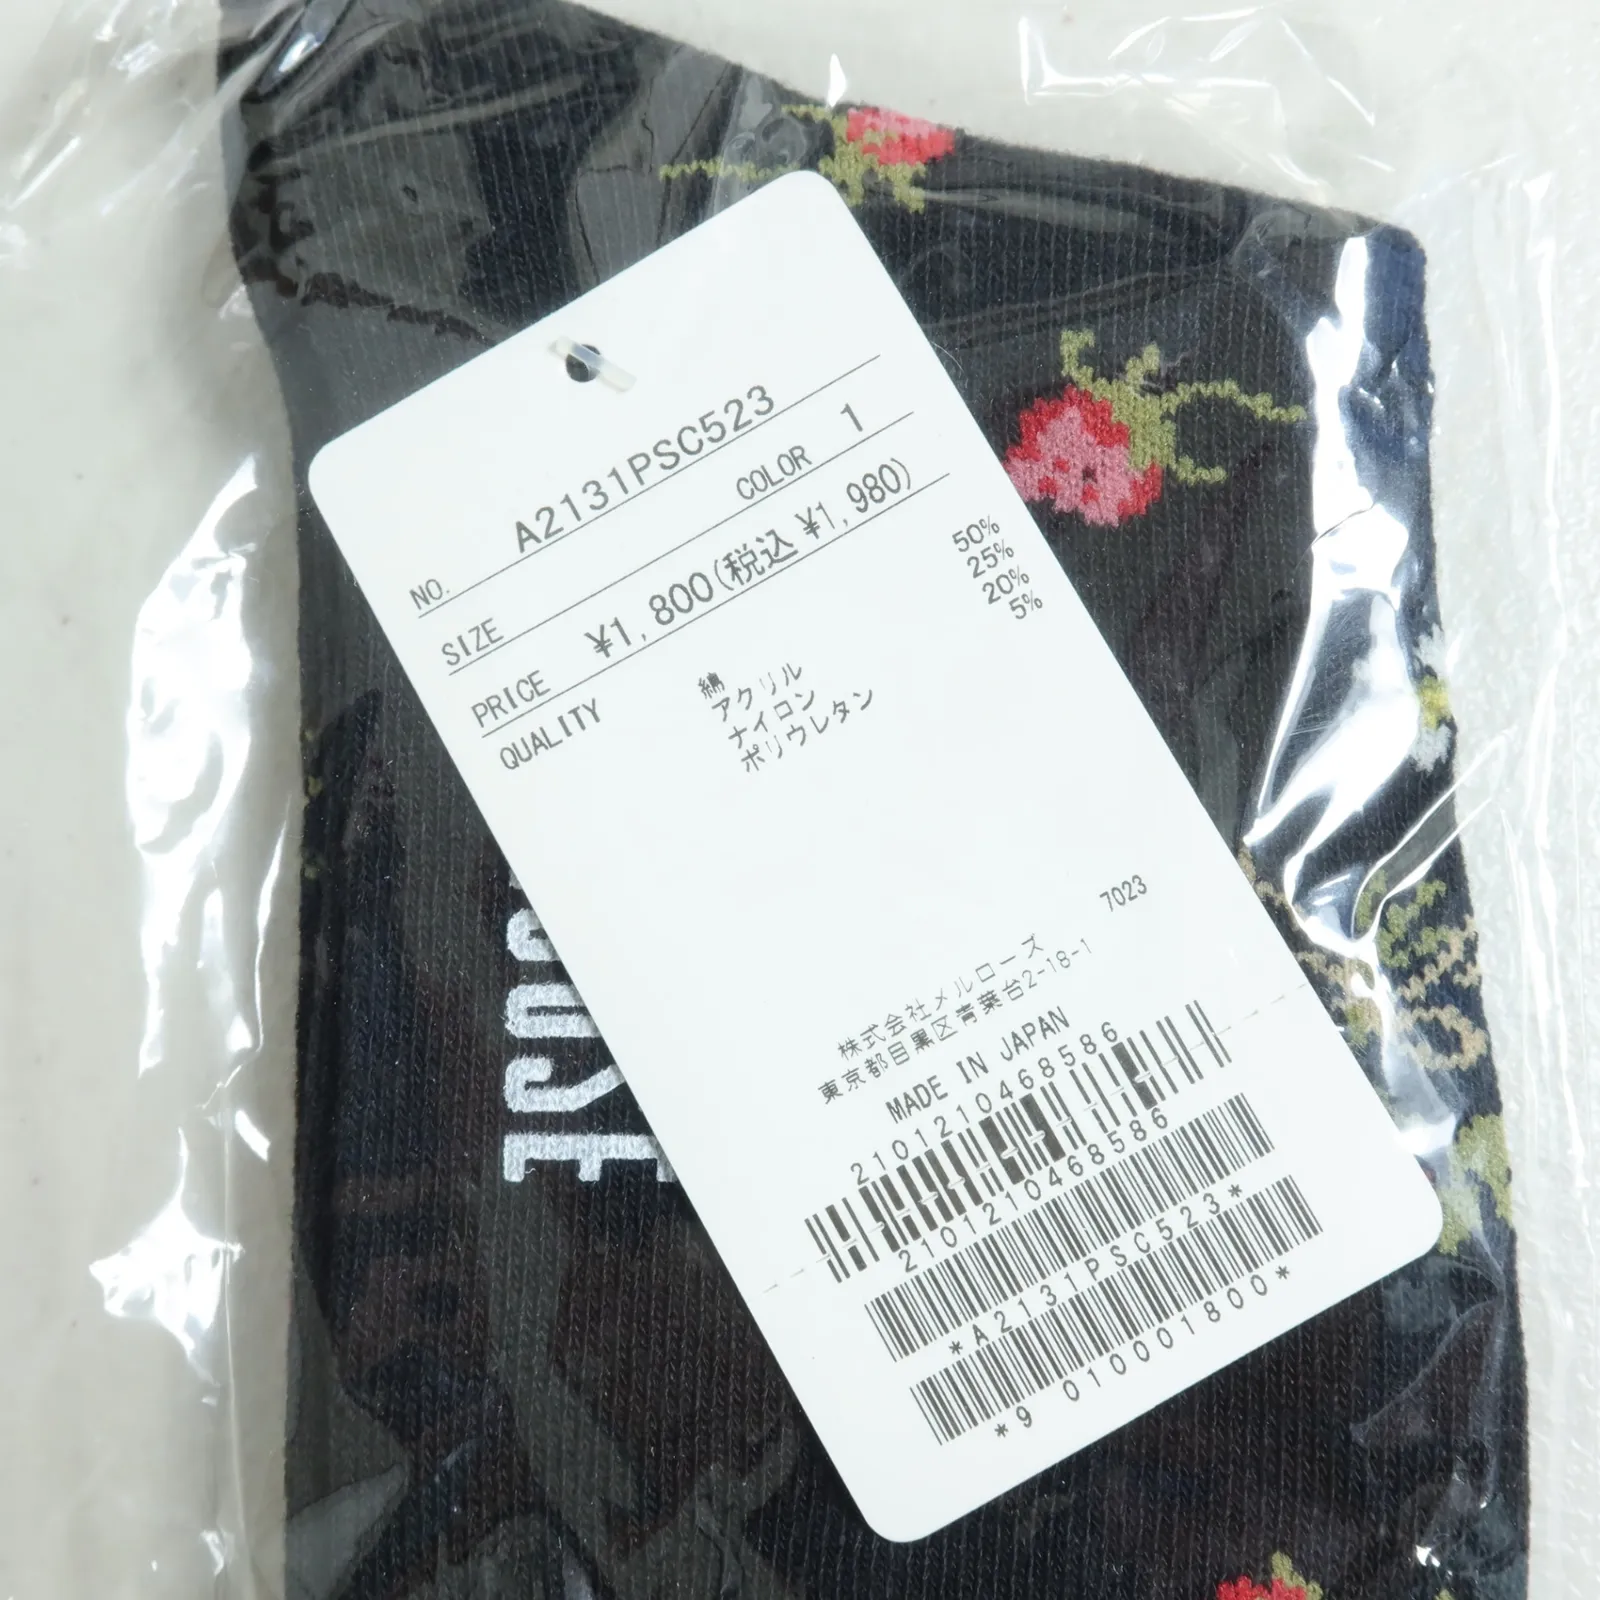 NO. A2131PSC523
SIZE COLOR 1
PRICE ¥1,800(税込 ¥1,980)
QUALITY
綿 50%
アクリル 25%
ナイロン 20%
ポリウレタン 5%
7023
株式会社メルローズ
東京都目黒区青葉台2-18-1
MADE IN JAPAN
2101210468586
2101210468586
*A2131PSC523*
*9 010001800*